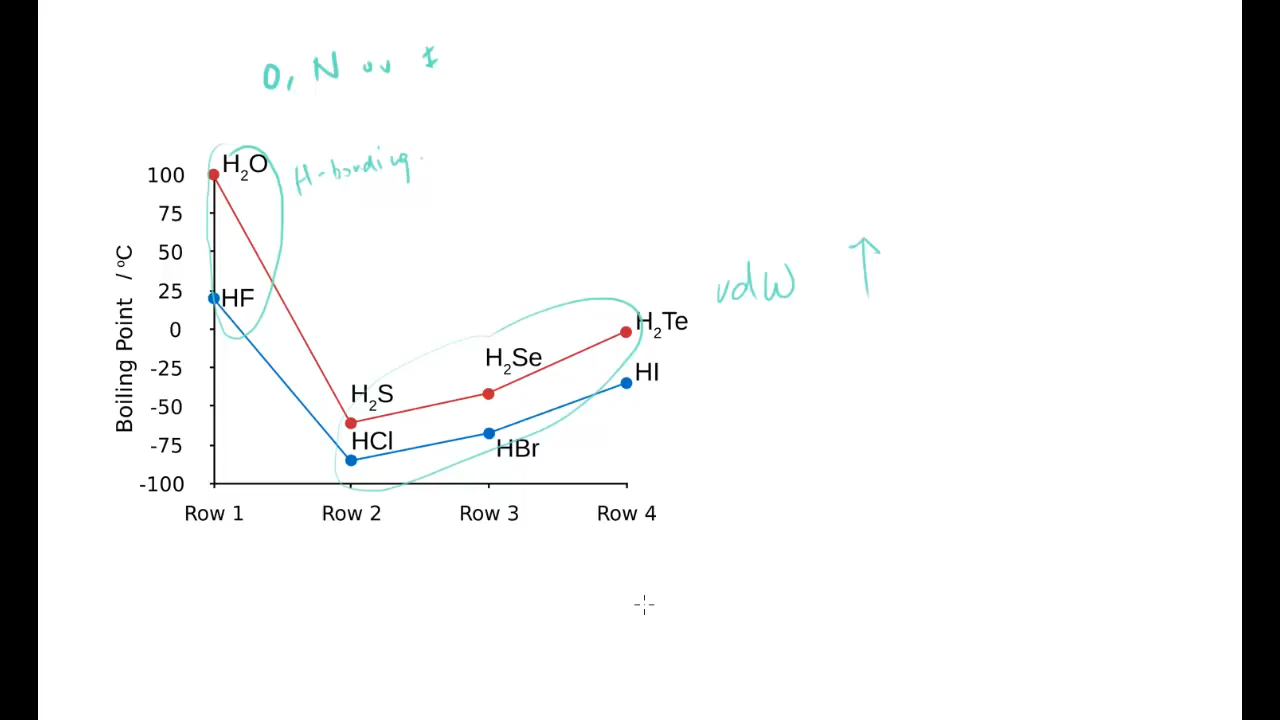 O, N or F
H-bonding.
H₂O
HF
H₂S
HCl
H₂Se
HBr
H₂Te
HI
vdW ↑
Boiling Point / ºC
100
75
50
25
0
-25
-50
-75
-100
Row 1 Row 2 Row 3 Row 4